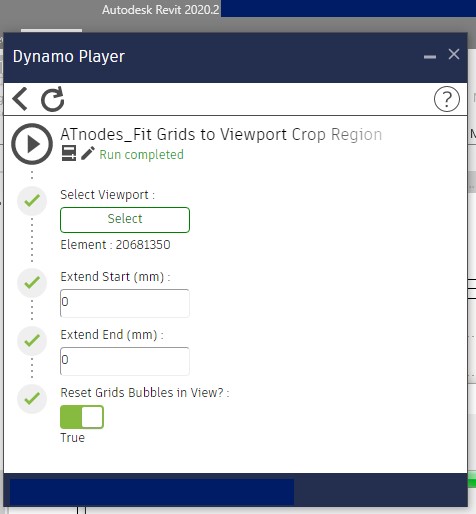 Autodesk Revit 2020.2
Dynamo Player
?
ATnodes_Fit Grids to Viewport Crop Region
Run completed
Select Viewport :
Select
Element : 20681350
Extend Start (mm) :
0
Extend End (mm) :
0
Reset Grids Bubbles in View? :
True